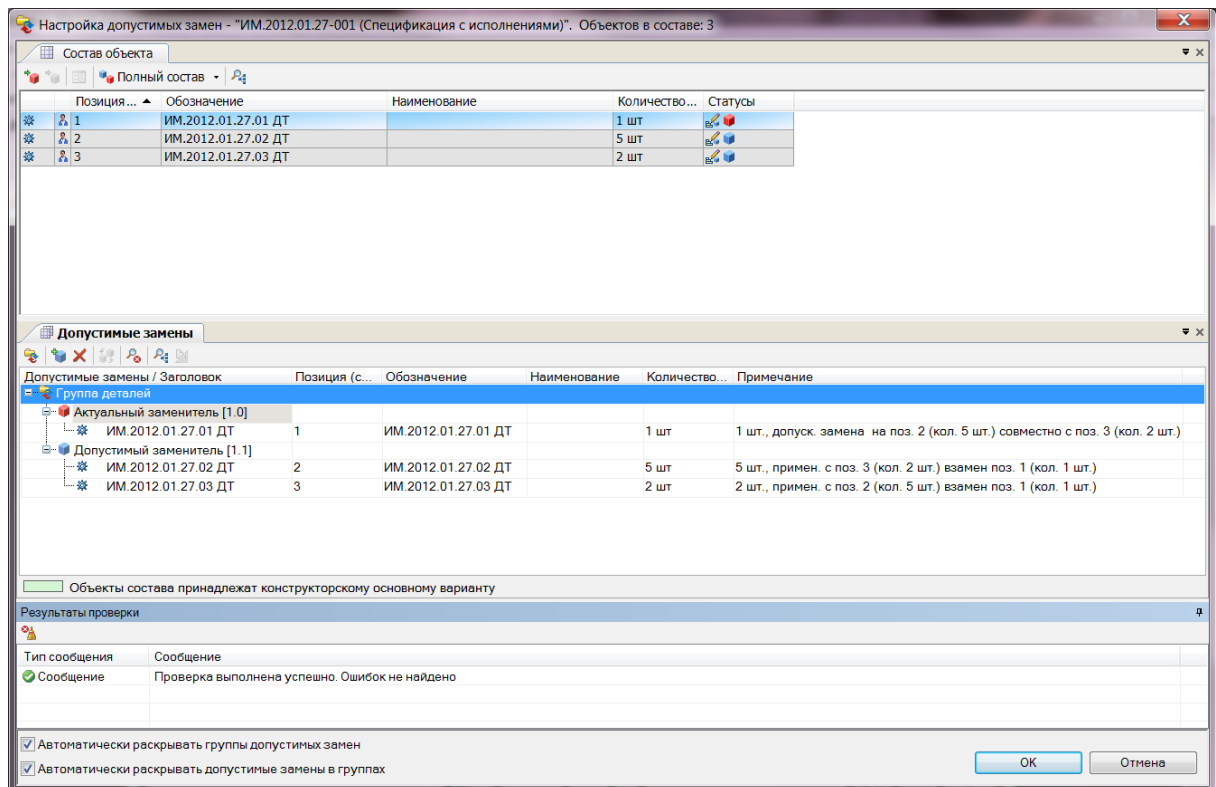 Настройка допустимых замен - "ИМ.2012.01.27-001 (Спецификация с исполнениями)". Объектов в составе: 3
Состав объекта
Полный состав
Позиция... Обозначение Наименование Количество... Статусы
1 ИМ.2012.01.27.01 ДТ 1 шт
2 ИМ.2012.01.27.02 ДТ 5 шт
3 ИМ.2012.01.27.03 ДТ 2 шт
Допустимые замены
Допустимые замены / Заголовок Позиция (с... Обозначение Наименование Количество... Примечание
Группа деталей
Актуальный заменитель [1.0]
ИМ.2012.01.27.01 ДТ 1 ИМ.2012.01.27.01 ДТ 1 шт 1 шт., допуск. замена на поз. 2 (кол. 5 шт.) совместно с поз. 3 (кол. 2 шт.)
Допустимый заменитель [1.1]
ИМ.2012.01.27.02 ДТ 2 ИМ.2012.01.27.02 ДТ 5 шт 5 шт., примен. с поз. 3 (кол. 2 шт.) взамен поз. 1 (кол. 1 шт.)
ИМ.2012.01.27.03 ДТ 3 ИМ.2012.01.27.03 ДТ 2 шт 2 шт., примен. с поз. 2 (кол. 5 шт.) взамен поз. 1 (кол. 1 шт.)
Объекты состава принадлежат конструкторскому основному варианту
Результаты проверки
Тип сообщения Сообщение
Сообщение Проверка выполнена успешно. Ошибок не найдено
Автоматически раскрывать группы допустимых замен
Автоматически раскрывать допустимые замены в группах
OK Отмена